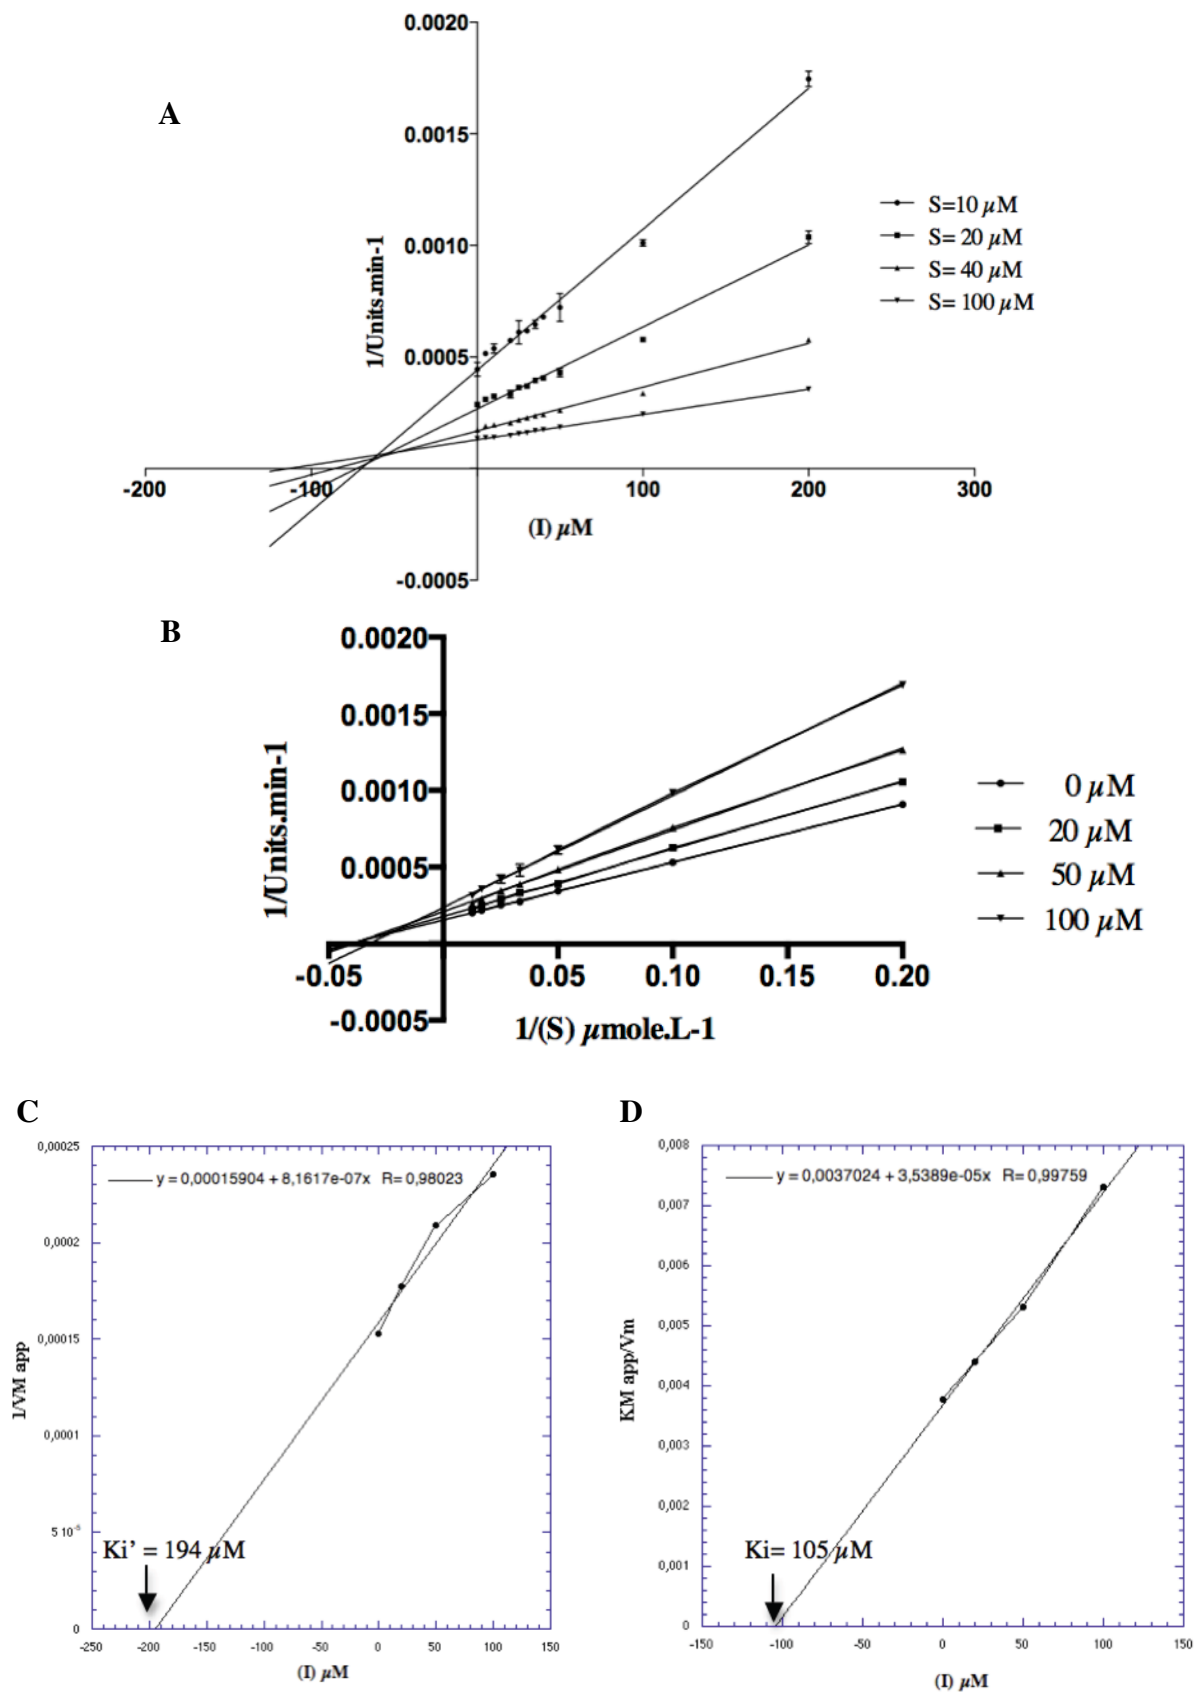 A
0.0020
0.0015
0.0010
0.0005
-0.0005
1/Units.min-1
-200
-100
100
200
300
(I) µM
S=10 µM
S= 20 µM
S= 40 µM
S= 100 µM
B
0.0020
0.0015
0.0010
0.0005
-0.0005
1/Units.min-1
-0.05
0.05
0.10
0.15
0.20
1/(S) µmole.L-1
0 µM
20 µM
50 µM
100 µM
C
0,00025
0,0002
0,00015
0,0001
5 10⁻⁵
0
1/VM app
y = 0,00015904 + 8,1617e-07x R= 0,98023
Ki’ = 194 µM
-250
-200
-150
-100
-50
0
50
100
150
(I) µM
D
0,008
0,007
0,006
0,005
0,004
0,003
0,002
0,001
0
KM app/Vm
y = 0,0037024 + 3,5389e-05x R= 0,99759
Ki= 105 µM
-150
-100
-50
0
50
100
150
(I) µM